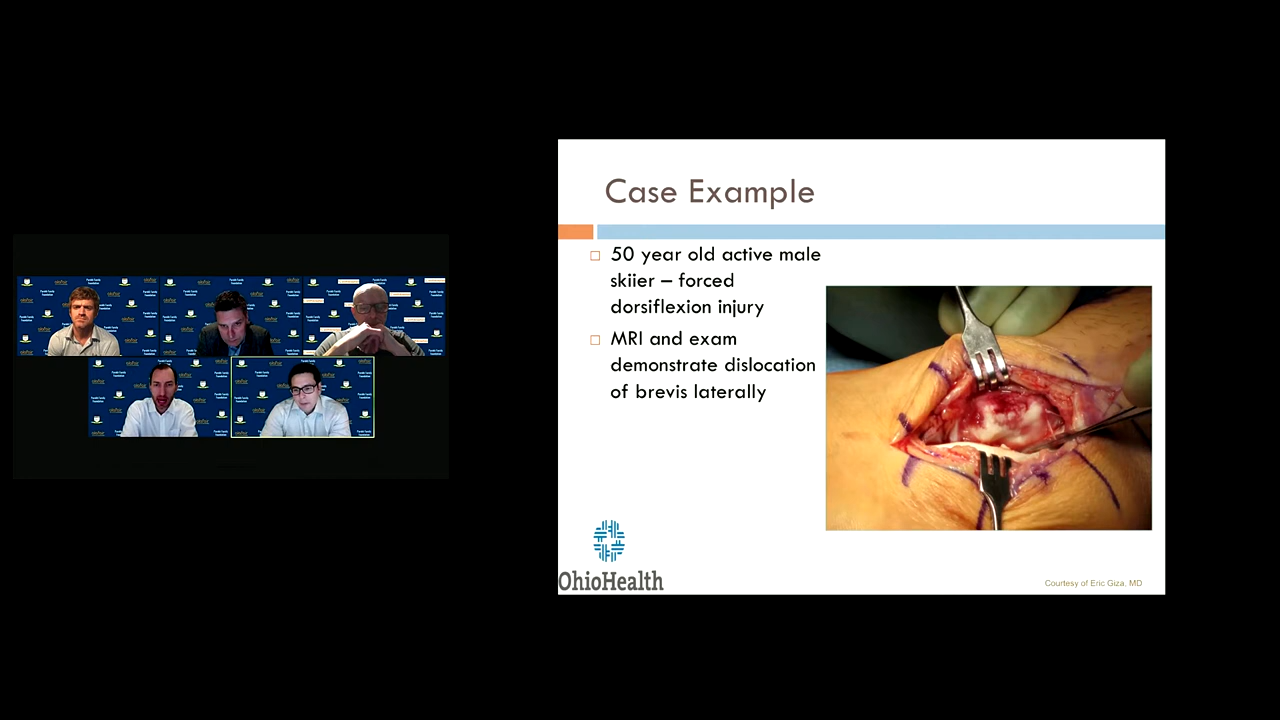 Case Example
50 year old active male
skiier – forced
dorsiflexion injury
MRI and exam
demonstrate dislocation
of brevis laterally
OhioHealth
Courtesy of Eric Giza, MD